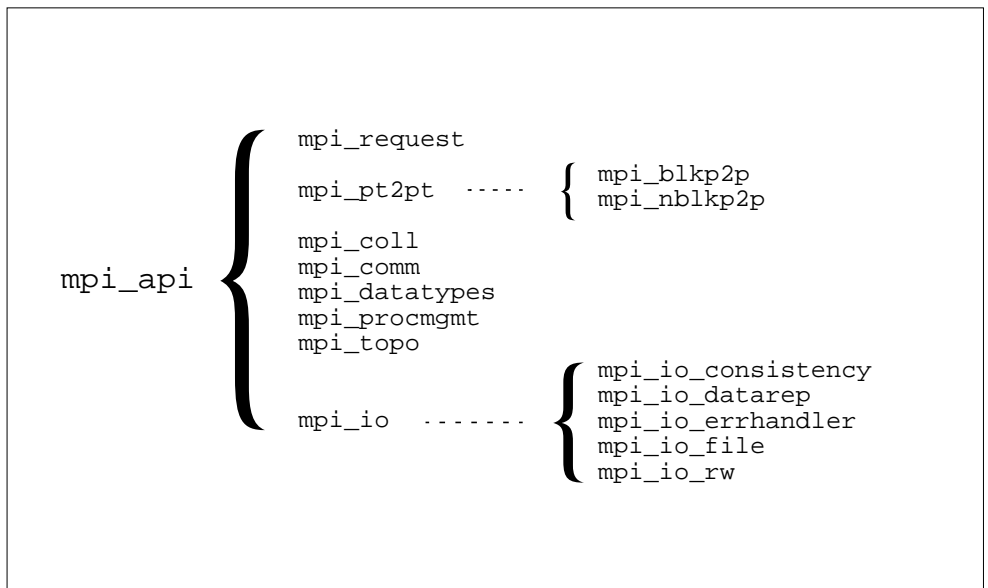 mpi_api
mpi_request
mpi_pt2pt
mpi_blkp2p
mpi_nblkp2p
mpi_coll
mpi_comm
mpi_datatypes
mpi_procmgmt
mpi_topo
mpi_io
mpi_io_consistency
mpi_io_datarep
mpi_io_errhandler
mpi_io_file
mpi_io_rw